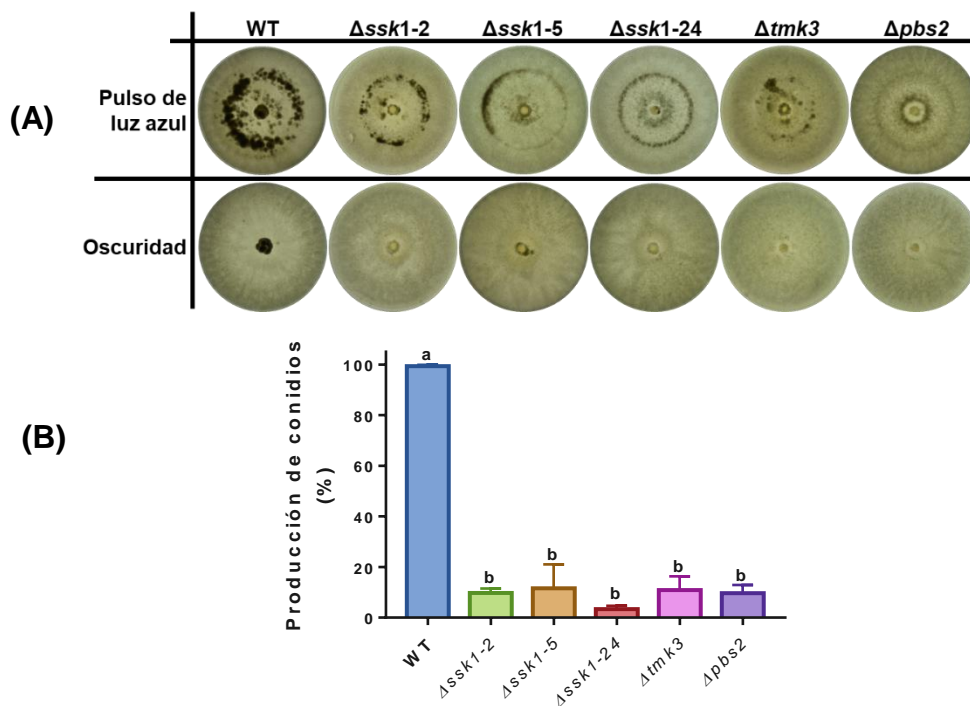 WT Δssk1-2 Δssk1-5 Δssk1-24 Δtmk3 Δpbs2
(A)
Pulso de
luz azul
Oscuridad
(B)
Producción de conidios
(%)
100
80
60
40
20
0
a
b
b
b
b
b
WT
Δssk1-2
Δssk1-5
Δssk1-24
Δtmk3
Δpbs2